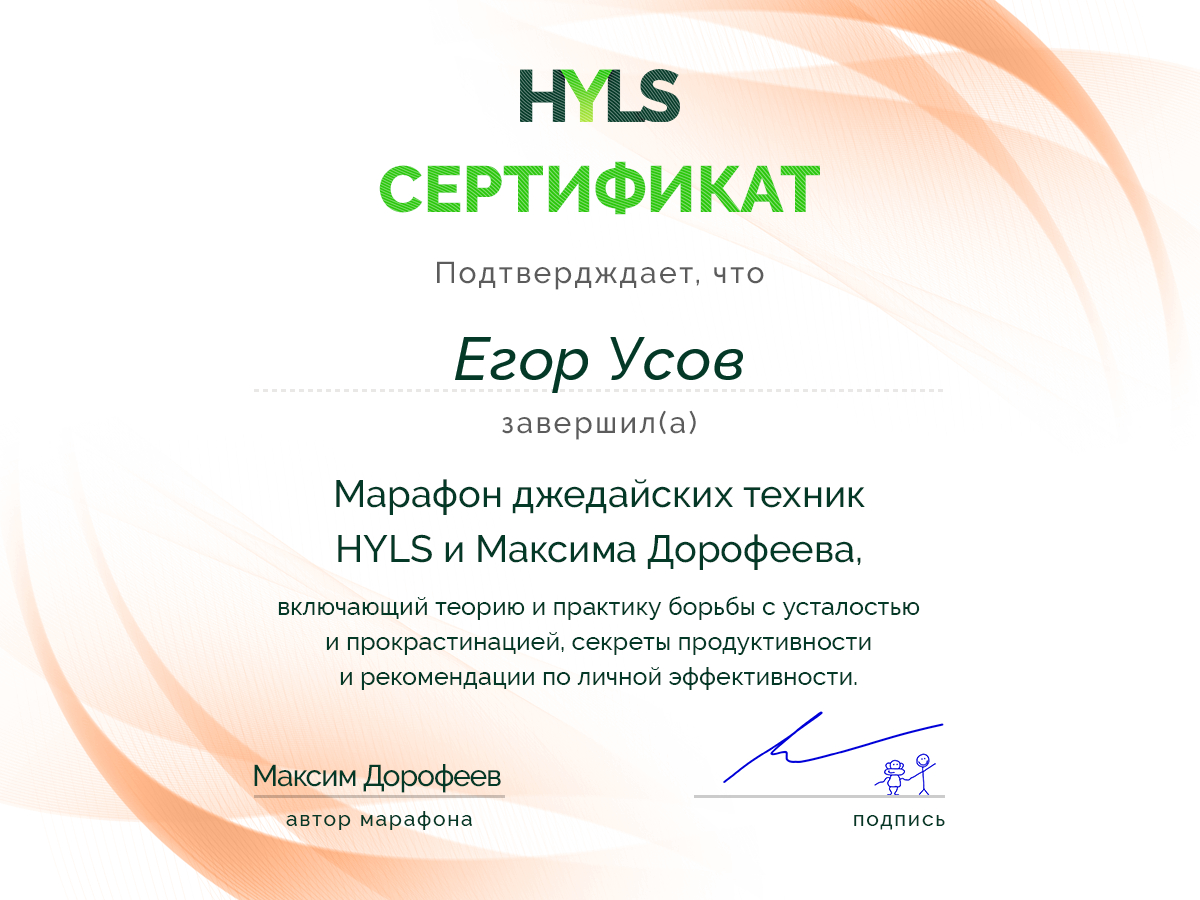 HYLS
СЕРТИФИКАТ
Подтвердждает, что
Егор Усов
завершил(а)
Марафон джедайских техник
HYLS и Максима Дорофеева,
включающий теорию и практику борьбы с усталостью
и прокрастинацией, секреты продуктивности
и рекомендации по личной эффективности.
Максим Дорофеев
автор марафона
подпись